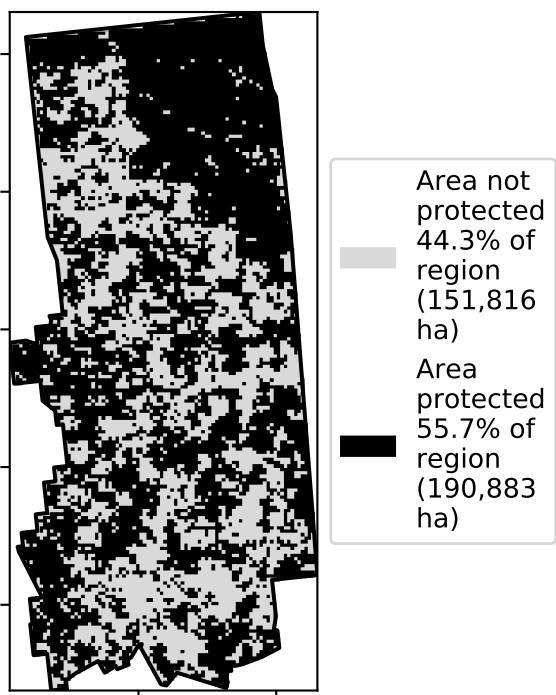 Area not
protected
44.3% of
region
(151,816
ha)
Area
protected
55.7% of
region
(190,883
ha)